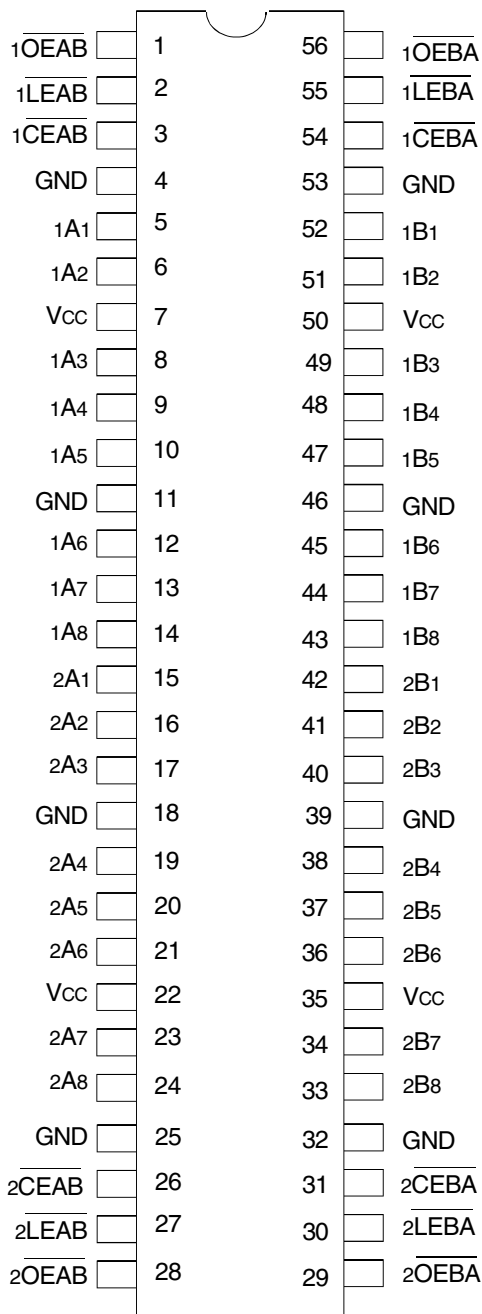 1OEAB 1 56 1OEBA
1LEAB 2 55 1LEBA
1CEAB 3 54 1CEBA
GND 4 53 GND
1A1 5 52 1B1
1A2 6 51 1B2
VCC 7 50 VCC
1A3 8 49 1B3
1A4 9 48 1B4
1A5 10 47 1B5
GND 11 46 GND
1A6 12 45 1B6
1A7 13 44 1B7
1A8 14 43 1B8
2A1 15 42 2B1
2A2 16 41 2B2
2A3 17 40 2B3
GND 18 39 GND
2A4 19 38 2B4
2A5 20 37 2B5
2A6 21 36 2B6
VCC 22 35 VCC
2A7 23 34 2B7
2A8 24 33 2B8
GND 25 32 GND
2CEAB 26 31 2CEBA
2LEAB 27 30 2LEBA
2OEAB 28 29 2OEBA